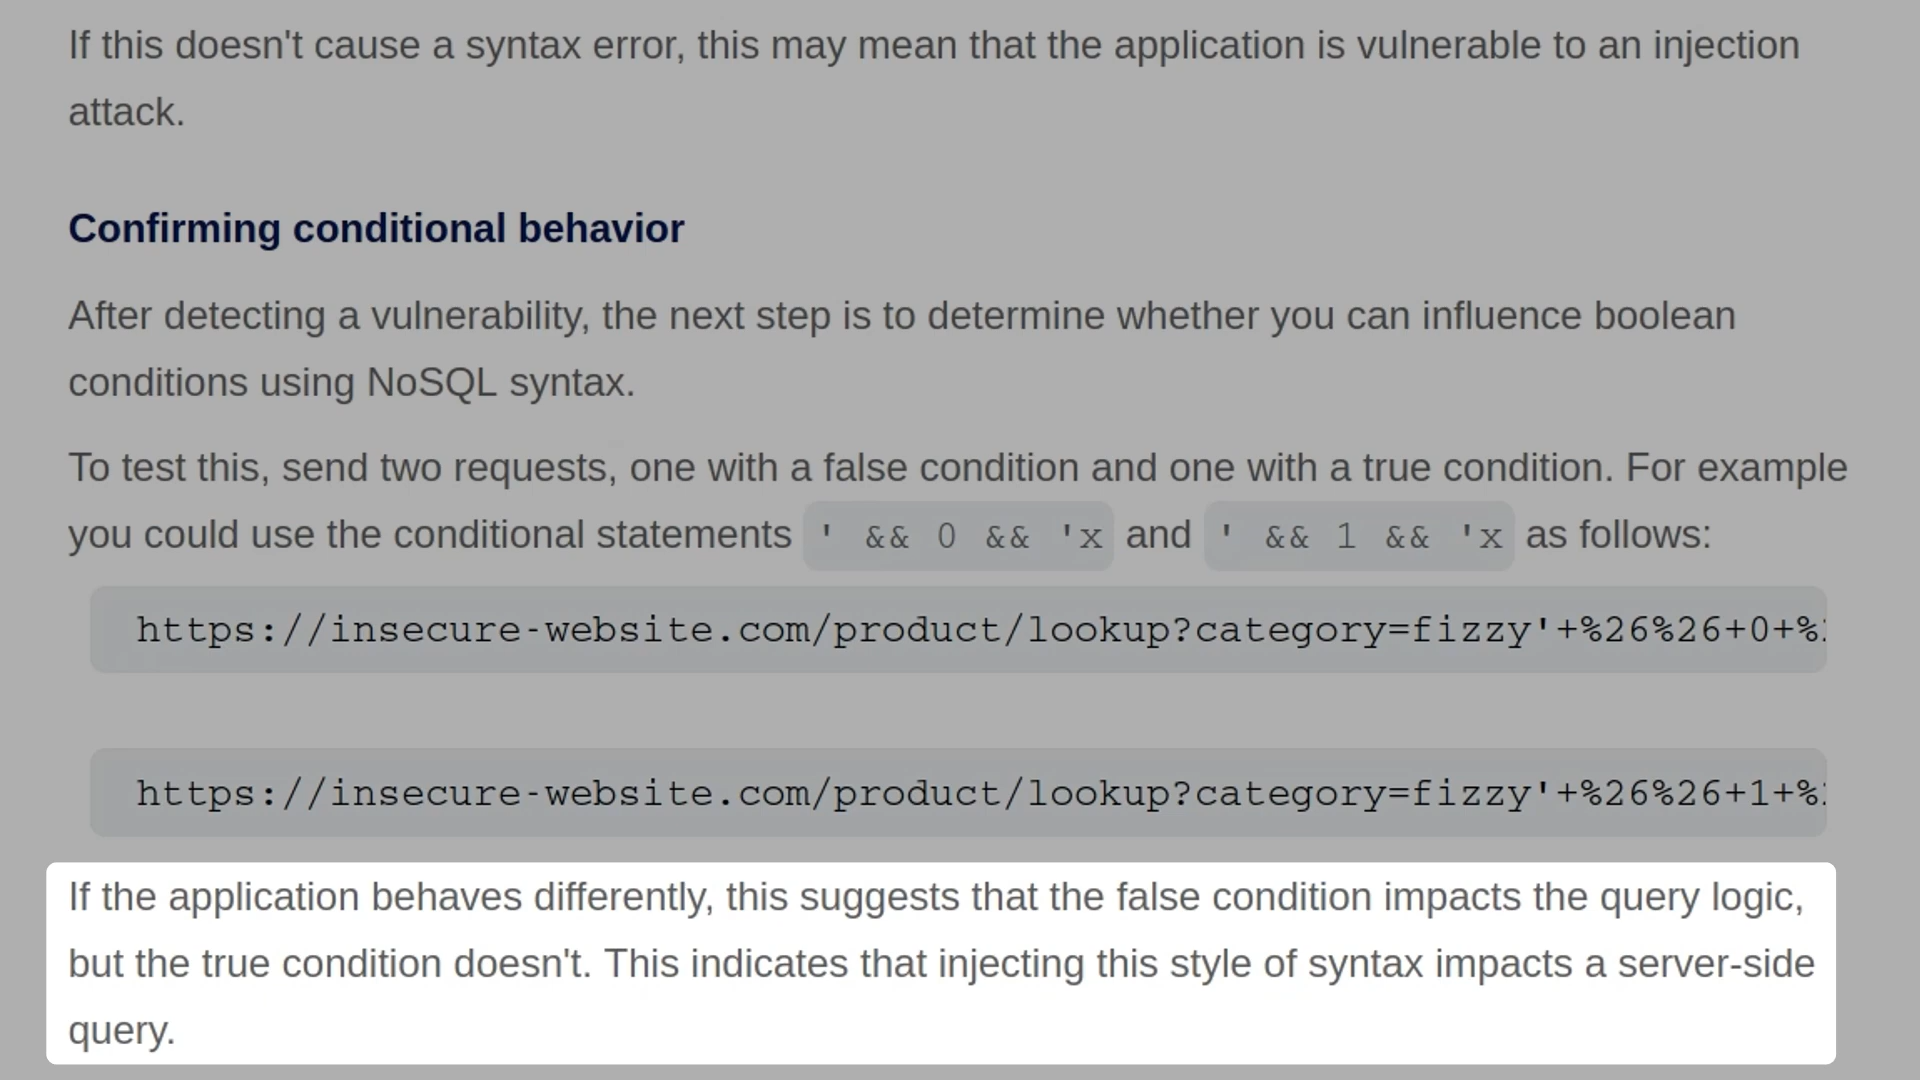 If this doesn't cause a syntax error, this may mean that the application is vulnerable to an injection
attack.
Confirming conditional behavior
After detecting a vulnerability, the next step is to determine whether you can influence boolean
conditions using NoSQL syntax.
To test this, send two requests, one with a false condition and one with a true condition. For example
you could use the conditional statements ' && 0 && 'x and ' && 1 && 'x as follows:
https://insecure-website.com/product/lookup?category=fizzy'+%26%26+0+%
https://insecure-website.com/product/lookup?category=fizzy'+%26%26+1+%
If the application behaves differently, this suggests that the false condition impacts the query logic,
but the true condition doesn't. This indicates that injecting this style of syntax impacts a server-side
query.